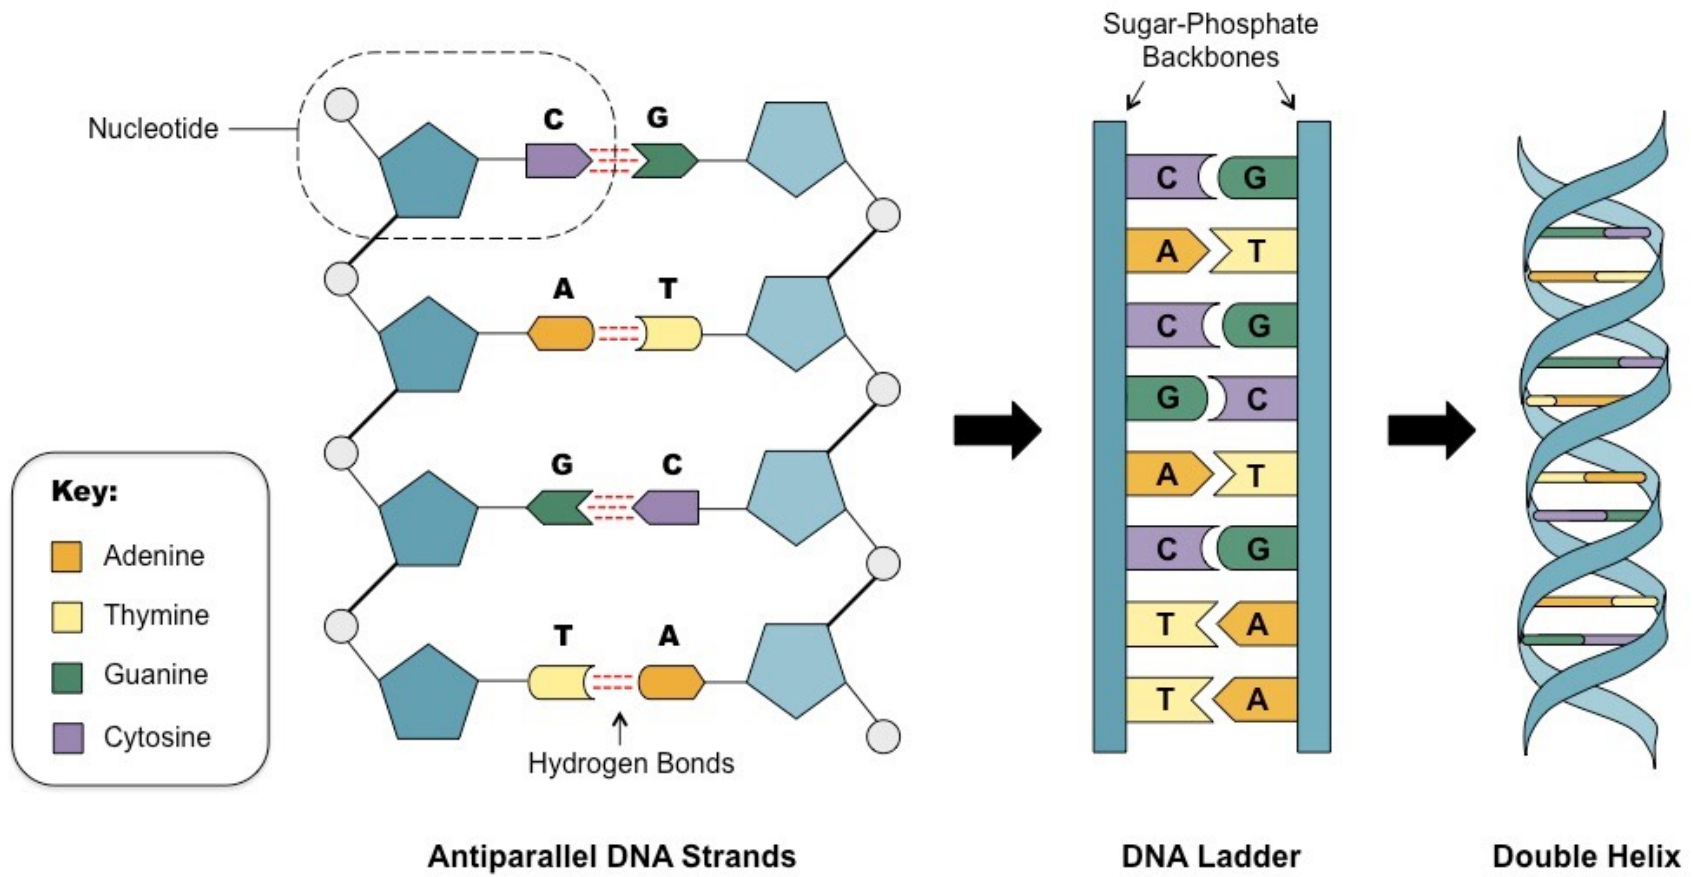 Sugar-Phosphate
Backbones
Nucleotide
C G
A T
G C
T A
Hydrogen Bonds
Key:
Adenine
Thymine
Guanine
Cytosine
C G
A T
C G
G C
A T
C G
T A
T A
Antiparallel DNA Strands
DNA Ladder
Double Helix